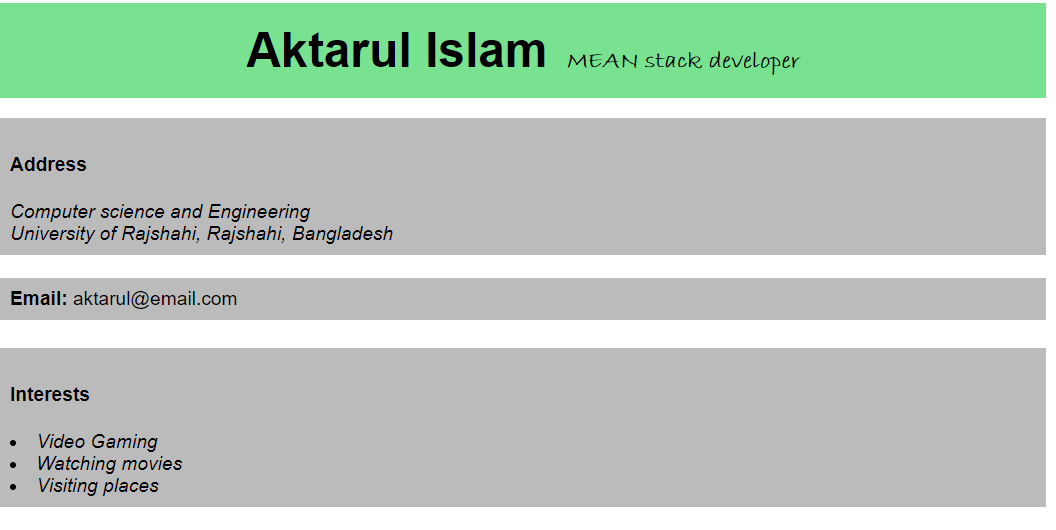 Aktarul Islam MEAN stack developer
Address
Computer science and Engineering
University of Rajshahi, Rajshahi, Bangladesh
Email: aktarul@email.com
Interests
• Video Gaming
• Watching movies
• Visiting places